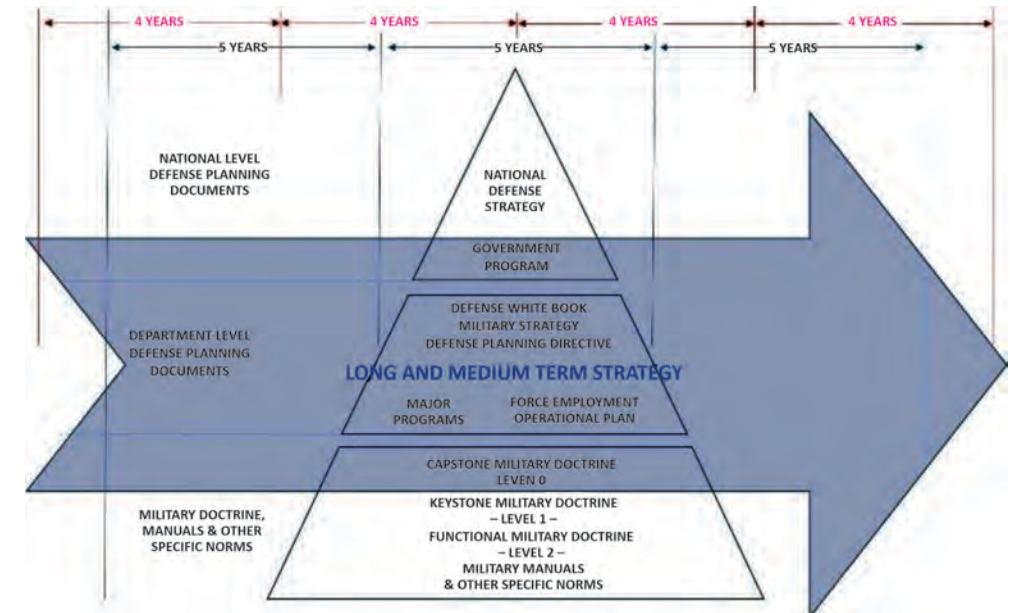 4 YEARS 4 YEARS 4 YEARS 4 YEARS
5 YEARS 5 YEARS 5 YEARS
NATIONAL LEVEL
DEFENSE PLANNING
DOCUMENTS
NATIONAL
DEFENSE
STRATEGY
GOVERNMENT
PROGRAM
DEPARTMENT LEVEL
DEFENSE PLANNING
DOCUMENTS
DEFENSE WHITE BOOK
MILITARY STRATEGY
DEFENSE PLANNING DIRECTIVE
LONG AND MEDIUM TERM STRATEGY
MAJOR
PROGRAMS
FORCE EMPLOYMENT
OPERATIONAL PLAN
CAPSTONE MILITARY DOCTRINE
LEVEN 0
MILITARY DOCTRINE,
MANUALS & OTHER
SPECIFIC NORMS
KEYSTONE MILITARY DOCTRINE
– LEVEL 1 –
FUNCTIONAL MILITARY DOCTRINE
– LEVEL 2 –
MILITARY MANUALS
& OTHER SPECIFIC NORMS